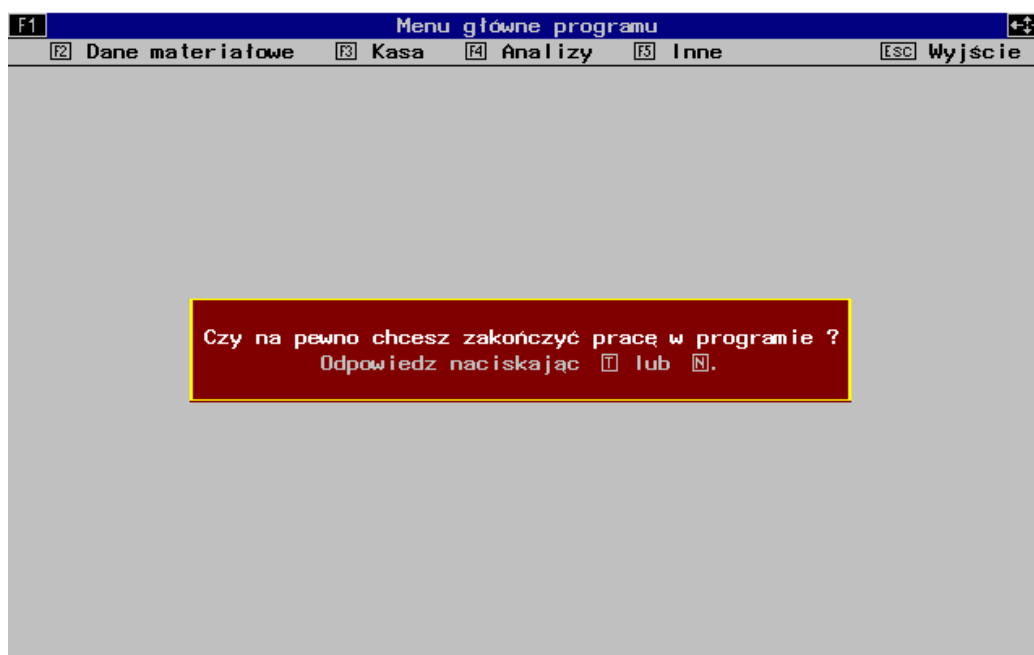 F1 Menu główne programu
F2 Dane materiałowe F3 Kasa F4 Analizy F5 Inne ESC Wyjście
Czy na pewno chcesz zakończyć pracę w programie ?
Odpowiedz naciskając T lub N.